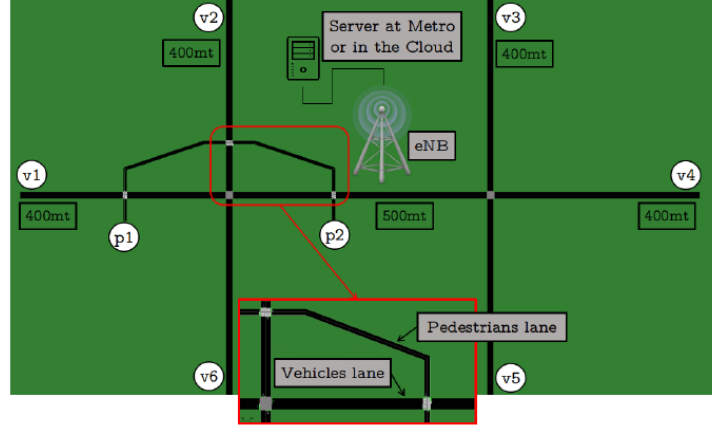 v2
v3
Server at Metro
or in the Cloud
400mt
400mt
eNB
v1
v4
400mt
500mt
400mt
p1
p2
Pedestrians lane
Vehicles lane
v6
v5